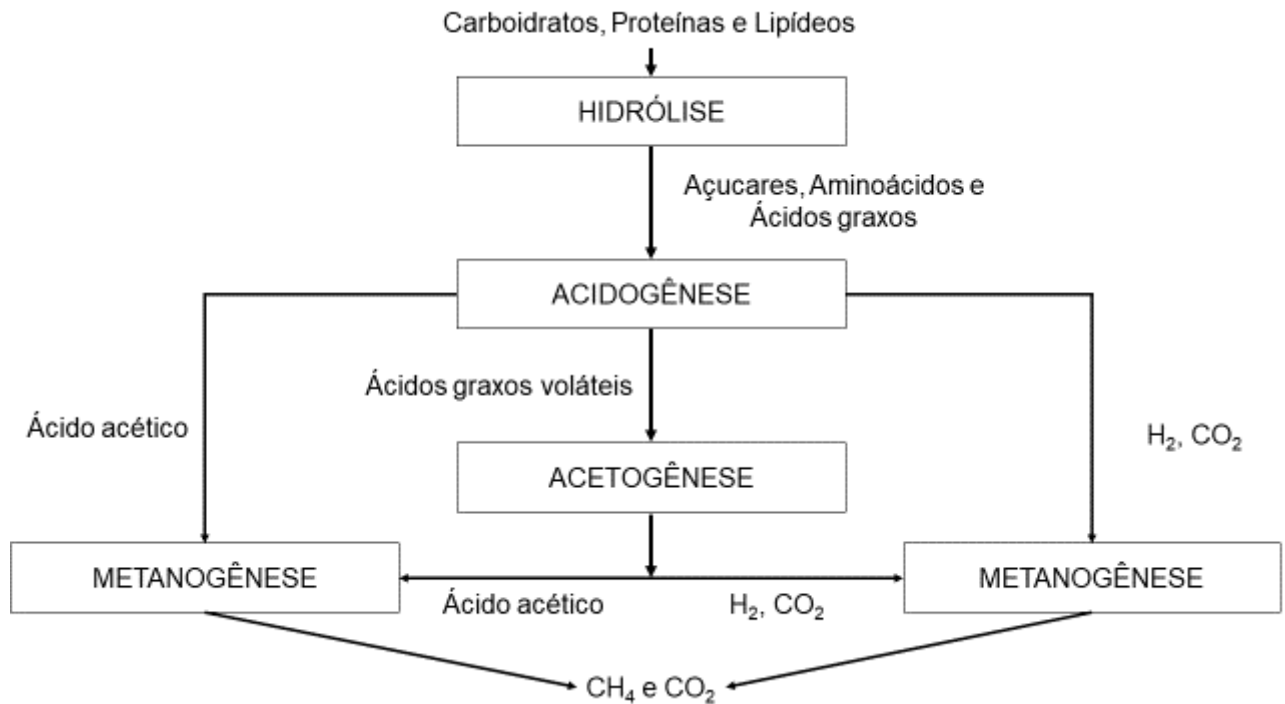 Carboidratos, Proteínas e Lipídeos
HIDRÓLISE
Açucares, Aminoácidos e
Ácidos graxos
ACIDOGÊNESE
Ácidos graxos voláteis
Ácido acético
H₂, CO₂
ACETOGÊNESE
METANOGÊNESE
METANOGÊNESE
Ácido acético
H₂, CO₂
CH₄ e CO₂